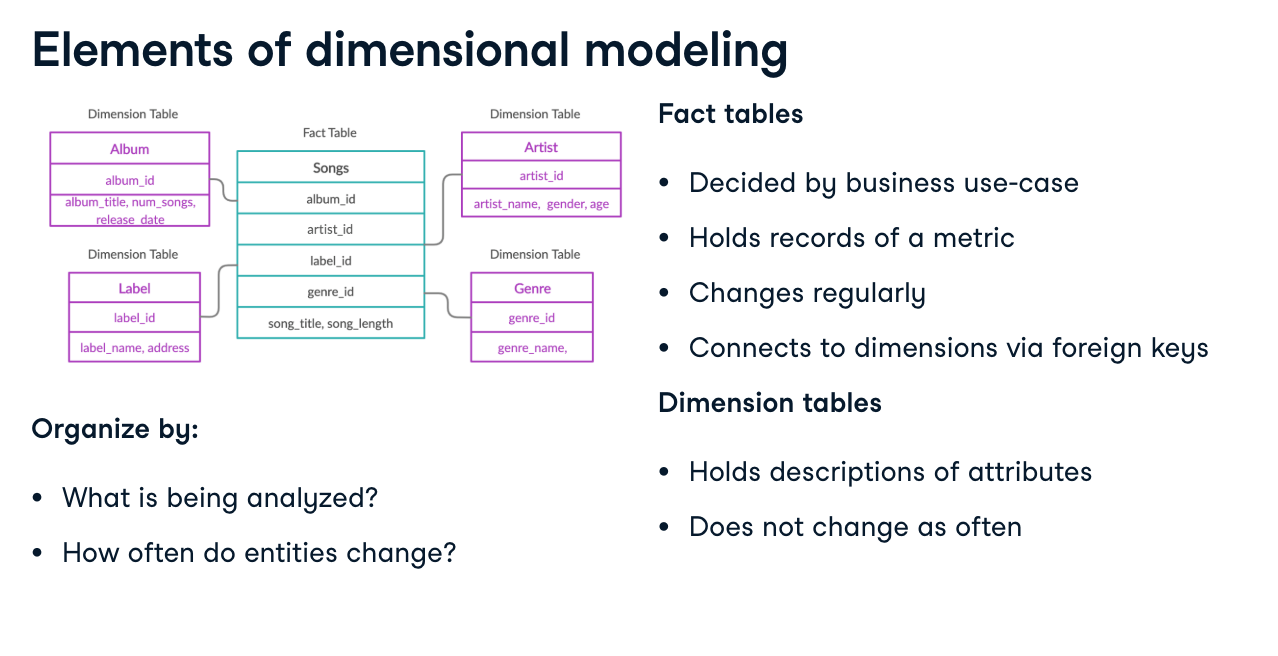 Elements of dimensional modeling
Dimension Table
Album
album_id
album_title, num_songs,
release_date
Dimension Table
Label
label_id
label_name, address
Fact Table
Songs
album_id
artist_id
label_id
genre_id
song_title, song_length
Dimension Table
Artist
artist_id
artist_name, gender, age
Dimension Table
Genre
genre_id
genre_name,
Organize by:
• What is being analyzed?
• How often do entities change?
Fact tables
• Decided by business use-case
• Holds records of a metric
• Changes regularly
• Connects to dimensions via foreign keys
Dimension tables
• Holds descriptions of attributes
• Does not change as often